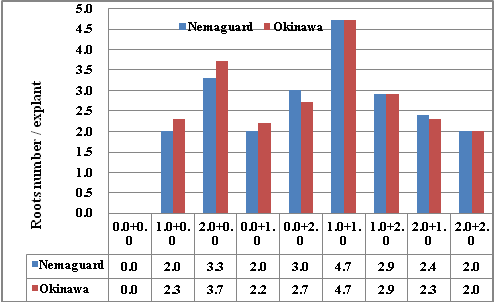 Roots number / explant
5.0
4.5
4.0
3.5
3.0
2.5
2.0
1.5
1.0
0.5
0.0
Nemaguard Okinawa
0.0+0. 1.0+0. 2.0+0. 0.0+1. 0.0+2. 1.0+1. 1.0+2. 2.0+1. 2.0+2.
0 0 0 0 0 0 0 0 0
Nemaguard 0.0 2.0 3.3 2.0 3.0 4.7 2.9 2.4 2.0
Okinawa 0.0 2.3 3.7 2.2 2.7 4.7 2.9 2.3 2.0